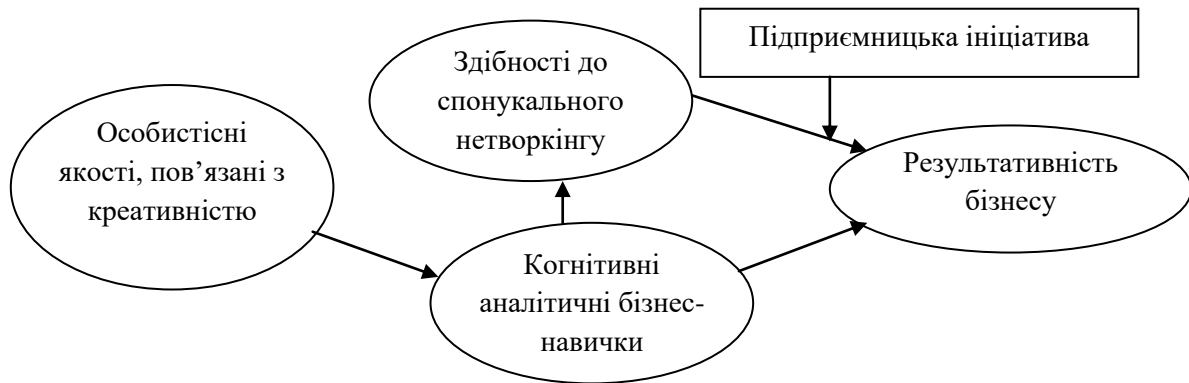 Підприємницька ініціатива
Здібності до
спонукального
нетворкінгу
Особистісні
якості, пов’язані з
креативністю
Результативність
бізнесу
Когнітивні
аналітичні бізнес-
навички